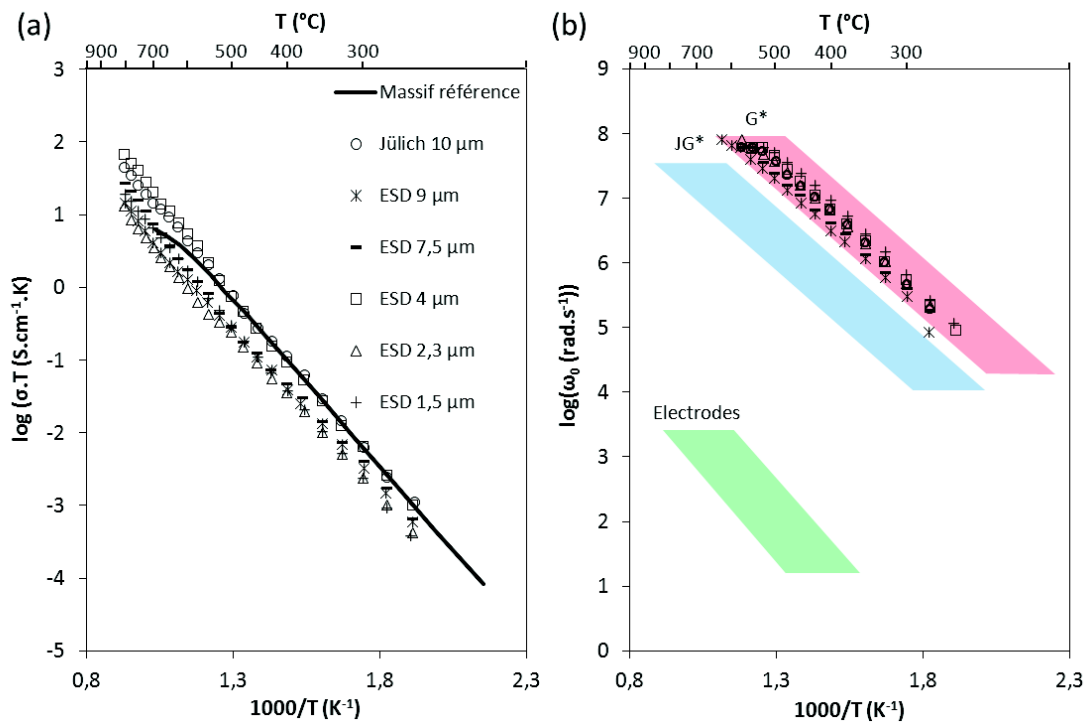 (a)
T (°C)
900 700 500 400 300
3
2
1
0
-1
-2
-3
-4
-5
log (σ.T (S.cm⁻¹.K)
Massif référence
Jülich 10 µm
ESD 9 µm
ESD 7,5 µm
ESD 4 µm
ESD 2,3 µm
ESD 1,5 µm
0,8 1,3 1,8 2,3
1000/T (K⁻¹)
(b)
T (°C)
900 700 500 400 300
9
8
7
6
5
4
3
2
1
0
log(ω₀ (rad.s⁻¹))
G*
JG*
Electrodes
0,8 1,3 1,8 2,3
1000/T (K⁻¹)